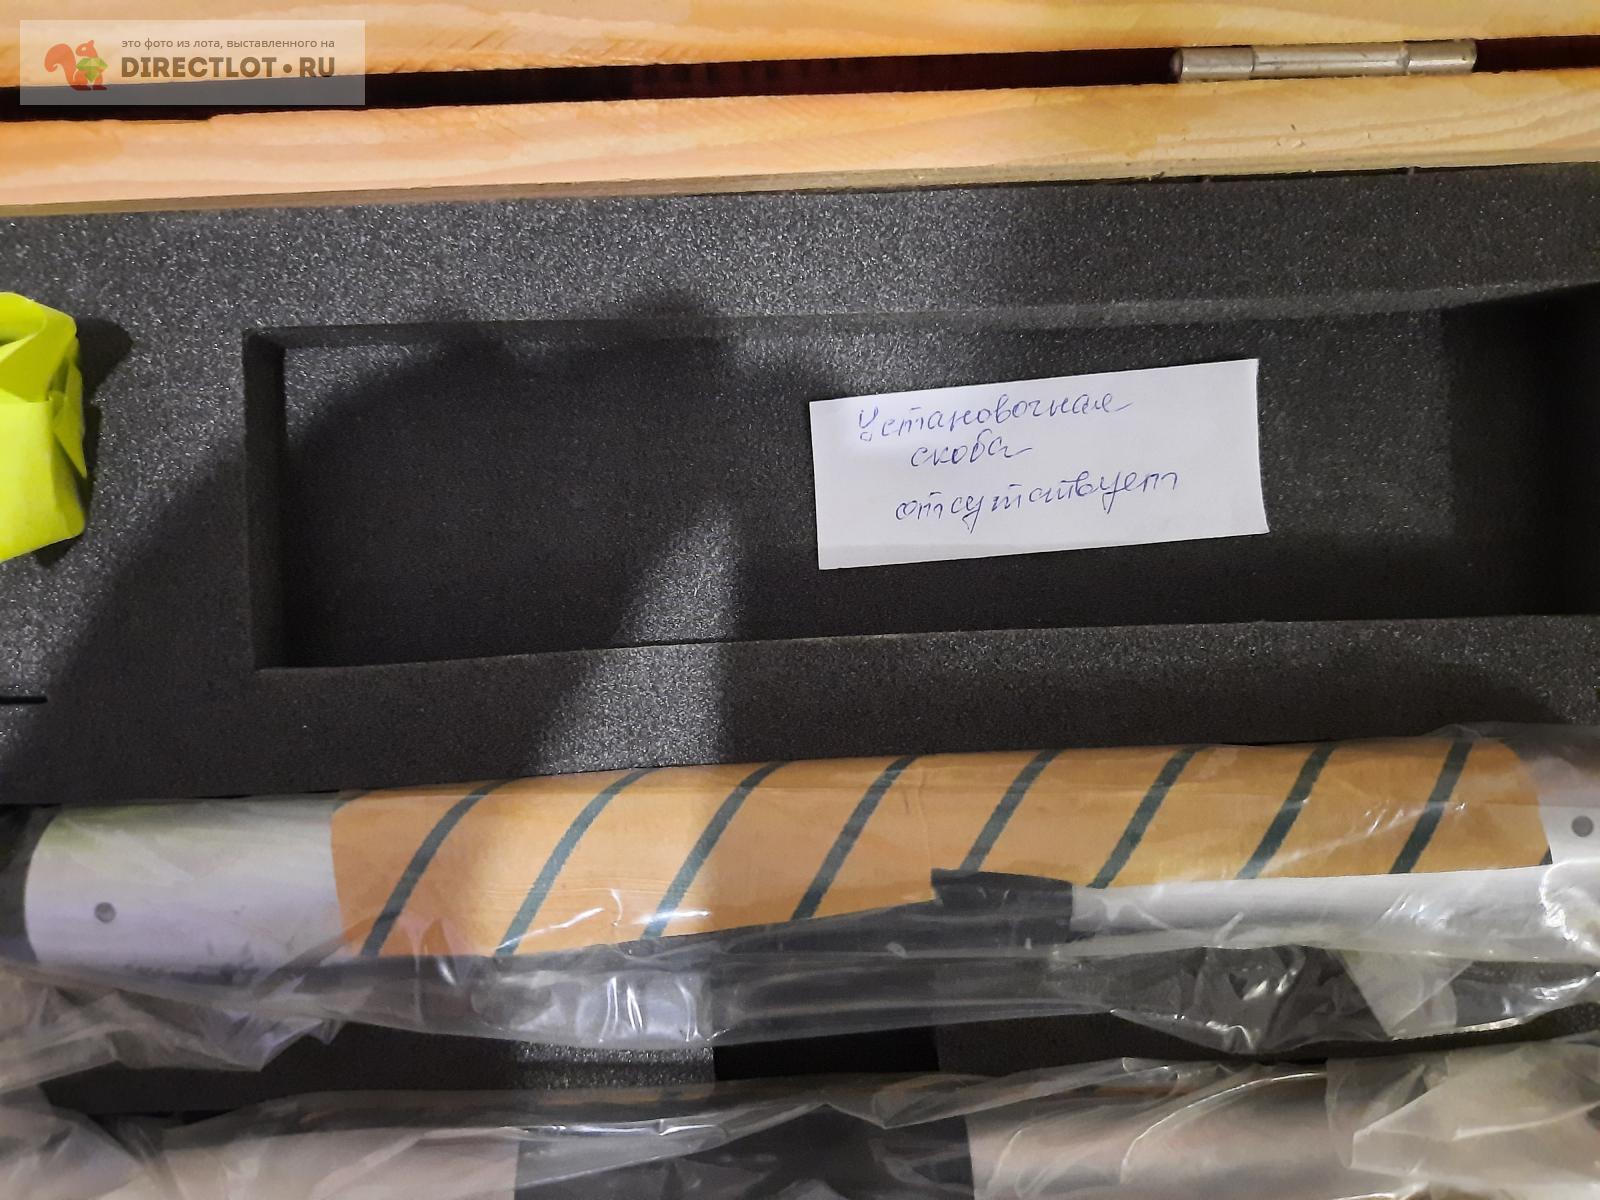 это фото из лота, выставленного на
DIRECTLOT.RU
Установочная
скоба
отсутствует